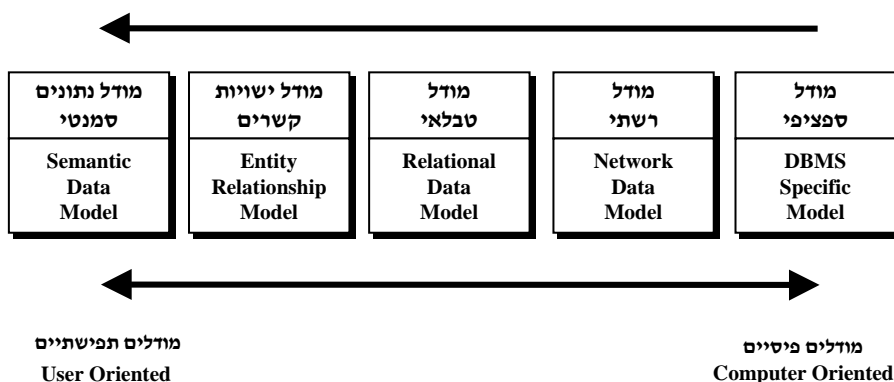 מודל נתונים
סמנטי
Semantic
Data
Model
מודל ישויות
קשרים
Entity
Relationship
Model
מודל
טבלאי
Relational
Data
Model
מודל
רשתי
Network
Data
Model
מודל
ספציפי
DBMS
Specific
Model
מודלים תפישתיים
User Oriented
מודלים פיסיים
Computer Oriented